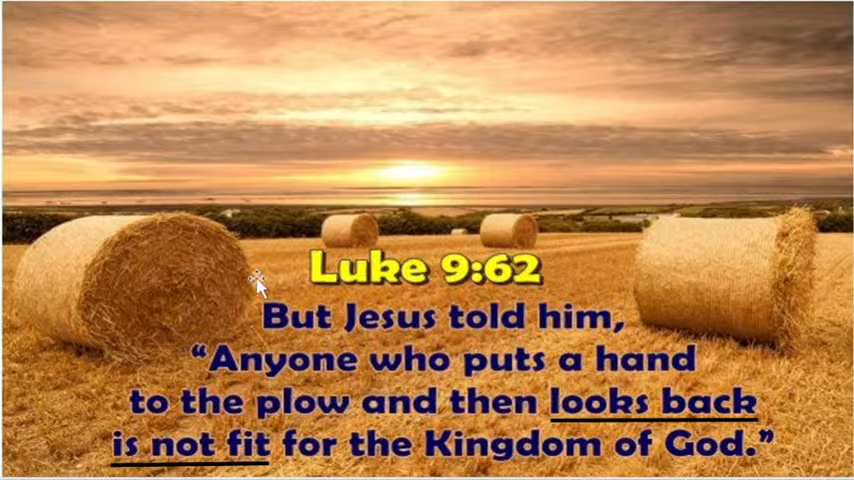 Luke 9:62
But Jesus told him,
“Anyone who puts a hand
to the plow and then looks back
is not fit for the Kingdom of God.”